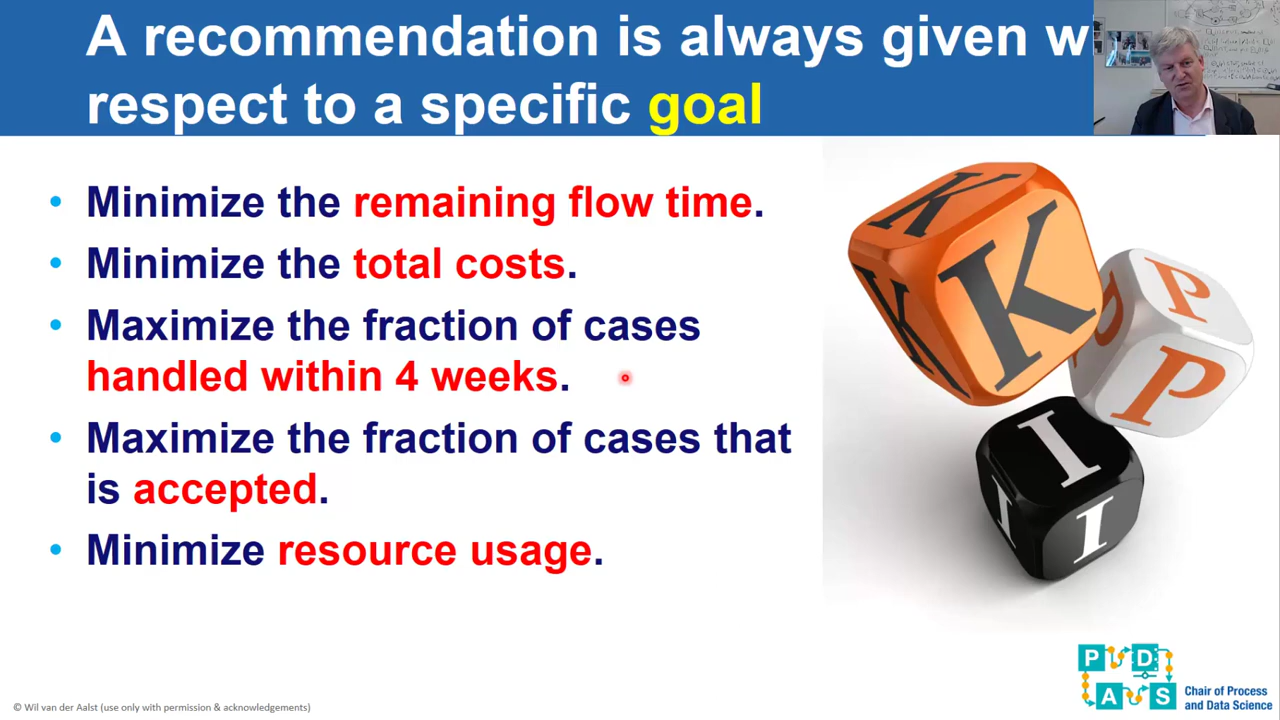 A recommendation is always given w
respect to a specific goal
• Minimize the remaining flow time.
• Minimize the total costs.
• Maximize the fraction of cases
handled within 4 weeks.
• Maximize the fraction of cases that
is accepted.
• Minimize resource usage.
K
K
K
P
P
P
I
I
I
P D
A S
Chair of Process
and Data Science
© Wil van der Aalst (use only with permission & acknowledgements)